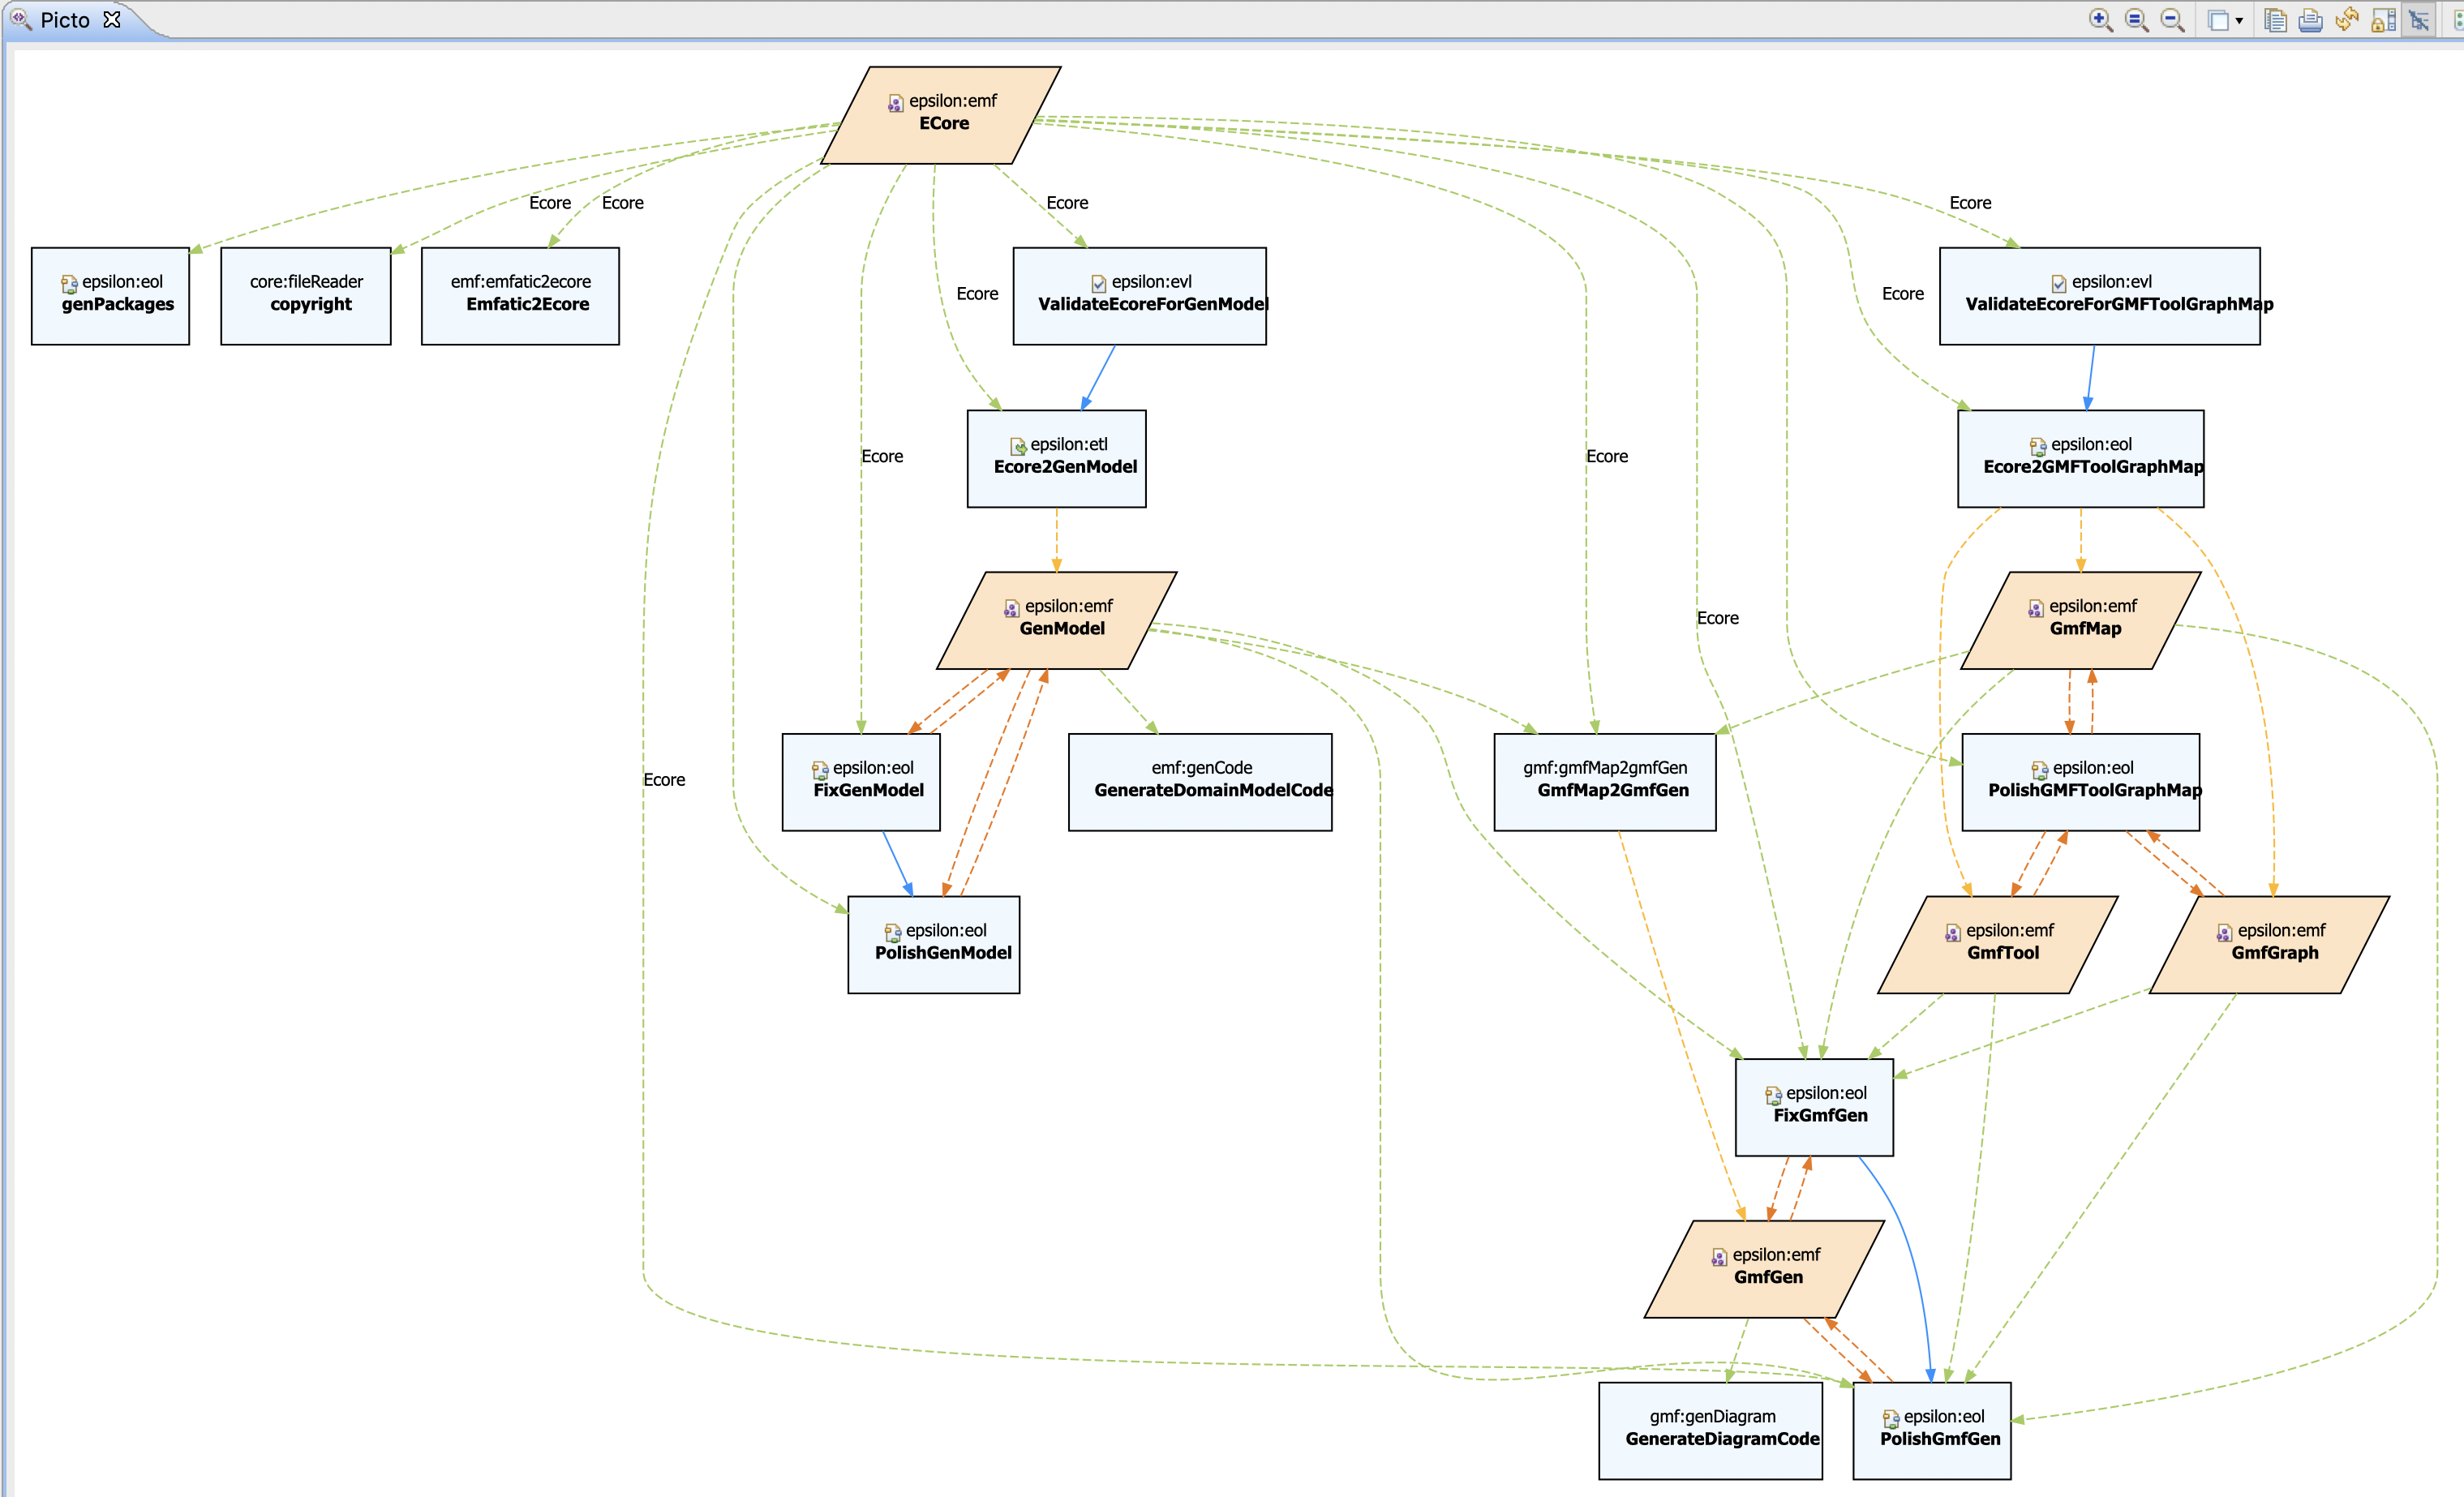 Picto
epsilon:emf
ECore
Ecore
Ecore
Ecore
Ecore
epsilon:eol
genPackages
core:fileReader
copyright
emf:emfatic2ecore
Emfatic2Ecore
Ecore
epsilon:evl
ValidateEcoreForGenModel
Ecore
epsilon:evl
ValidateEcoreForGMFToolGraphMap
Ecore
epsilon:etl
Ecore2GenModel
Ecore
epsilon:eol
Ecore2GMFToolGraphMap
epsilon:emf
GenModel
Ecore
epsilon:emf
GmfMap
Ecore
epsilon:eol
FixGenModel
emf:genCode
GenerateDomainModelCode
gmf:gmfMap2gmfGen
GmfMap2GmfGen
epsilon:eol
PolishGMFToolGraphMap
epsilon:eol
PolishGenModel
epsilon:emf
GmfTool
epsilon:emf
GmfGraph
epsilon:eol
FixGmfGen
epsilon:emf
GmfGen
gmf:genDiagram
GenerateDiagramCode
epsilon:eol
PolishGmfGen